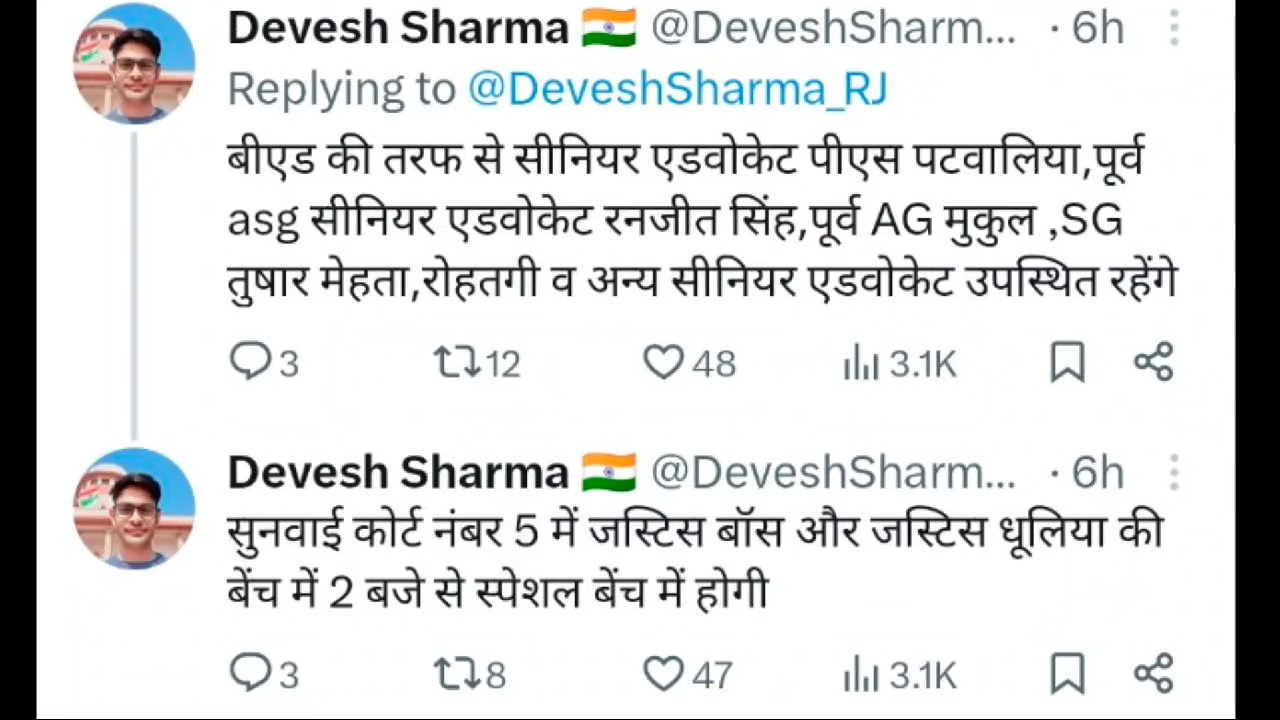 Devesh Sharma 🇮🇳 @DeveshSharm... · 6h
Replying to @DeveshSharma_RJ
बीएड की तरफ से सीनियर एडवोकेट पीएस पटवालिया,पूर्व
asg सीनियर एडवोकेट रनजीत सिंह,पूर्व AG मुकुल ,SG
तुषार मेहता,रोहतगी व अन्य सीनियर एडवोकेट उपस्थित रहेंगे
3 12 48 3.1K
Devesh Sharma 🇮🇳 @DeveshSharm... · 6h
सुनवाई कोर्ट नंबर 5 में जस्टिस बॉस और जस्टिस धूलिया की
बेंच में 2 बजे से स्पेशल बेंच में होगी
3 8 47 3.1K